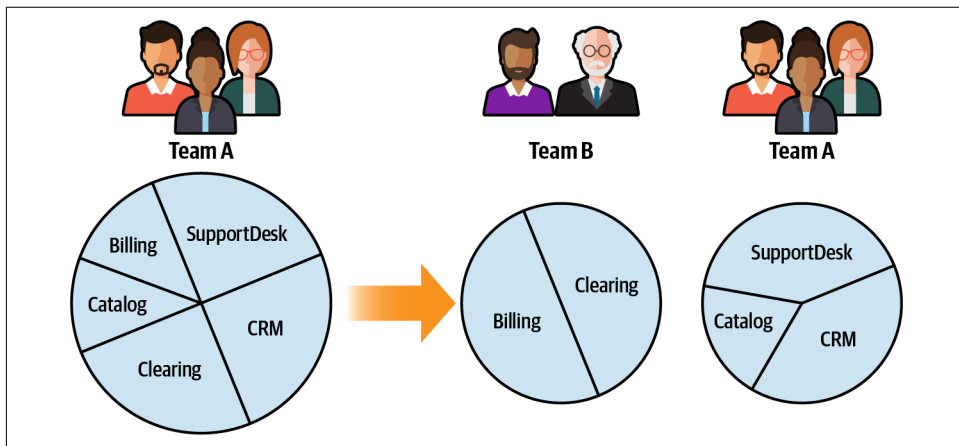 Team A
Team B
Team A
Billing
SupportDesk
Catalog
CRM
Clearing
Billing
Clearing
SupportDesk
Catalog
CRM